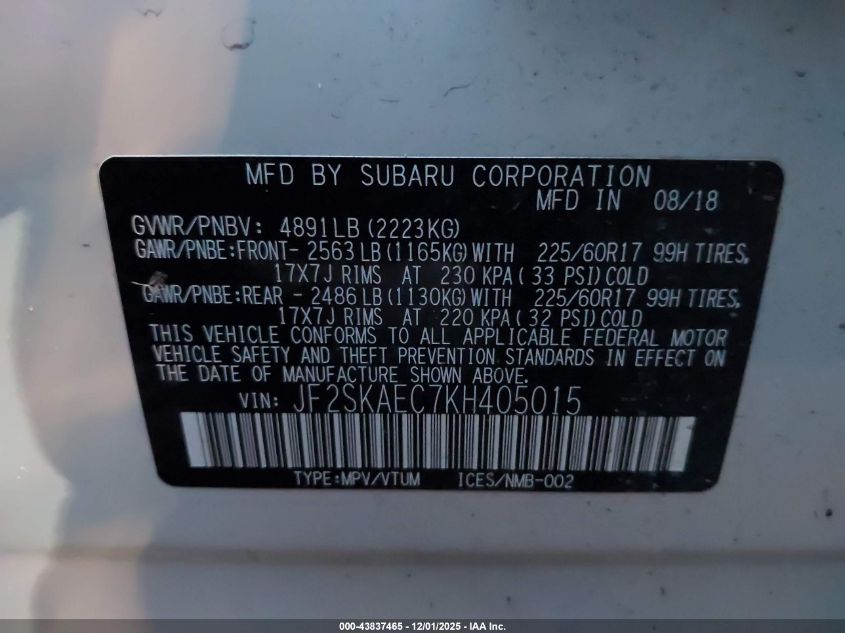 MFD BY SUBARU CORPORATION
MFD IN 08/18
GVWR/PNBV: 4891LB (2223KG)
GAWR/PNBE:FRONT- 2563 LB (1165KG) WITH 225/60R17 99H TIRES,
17X7J RIMS AT 230 KPA ( 33 PSI) COLD
GAWR/PNBE:REAR - 2486 LB (1130KG) WITH 225/60R17 99H TIRES,
17X7J RIMS AT 220 KPA ( 32 PSI) COLD
THIS VEHICLE CONFORMS TO ALL APPLICABLE FEDERAL MOTOR
VEHICLE SAFETY AND THEFT PREVENTION STANDARDS IN EFFECT ON
THE DATE OF MANUFACTURE SHOWN ABOVE.
VIN: JF2SKAEC7KH405015
TYPE:MPV/VTUM ICES/NMB-002
000-43837465 - 12/01/2025 - IAA Inc.